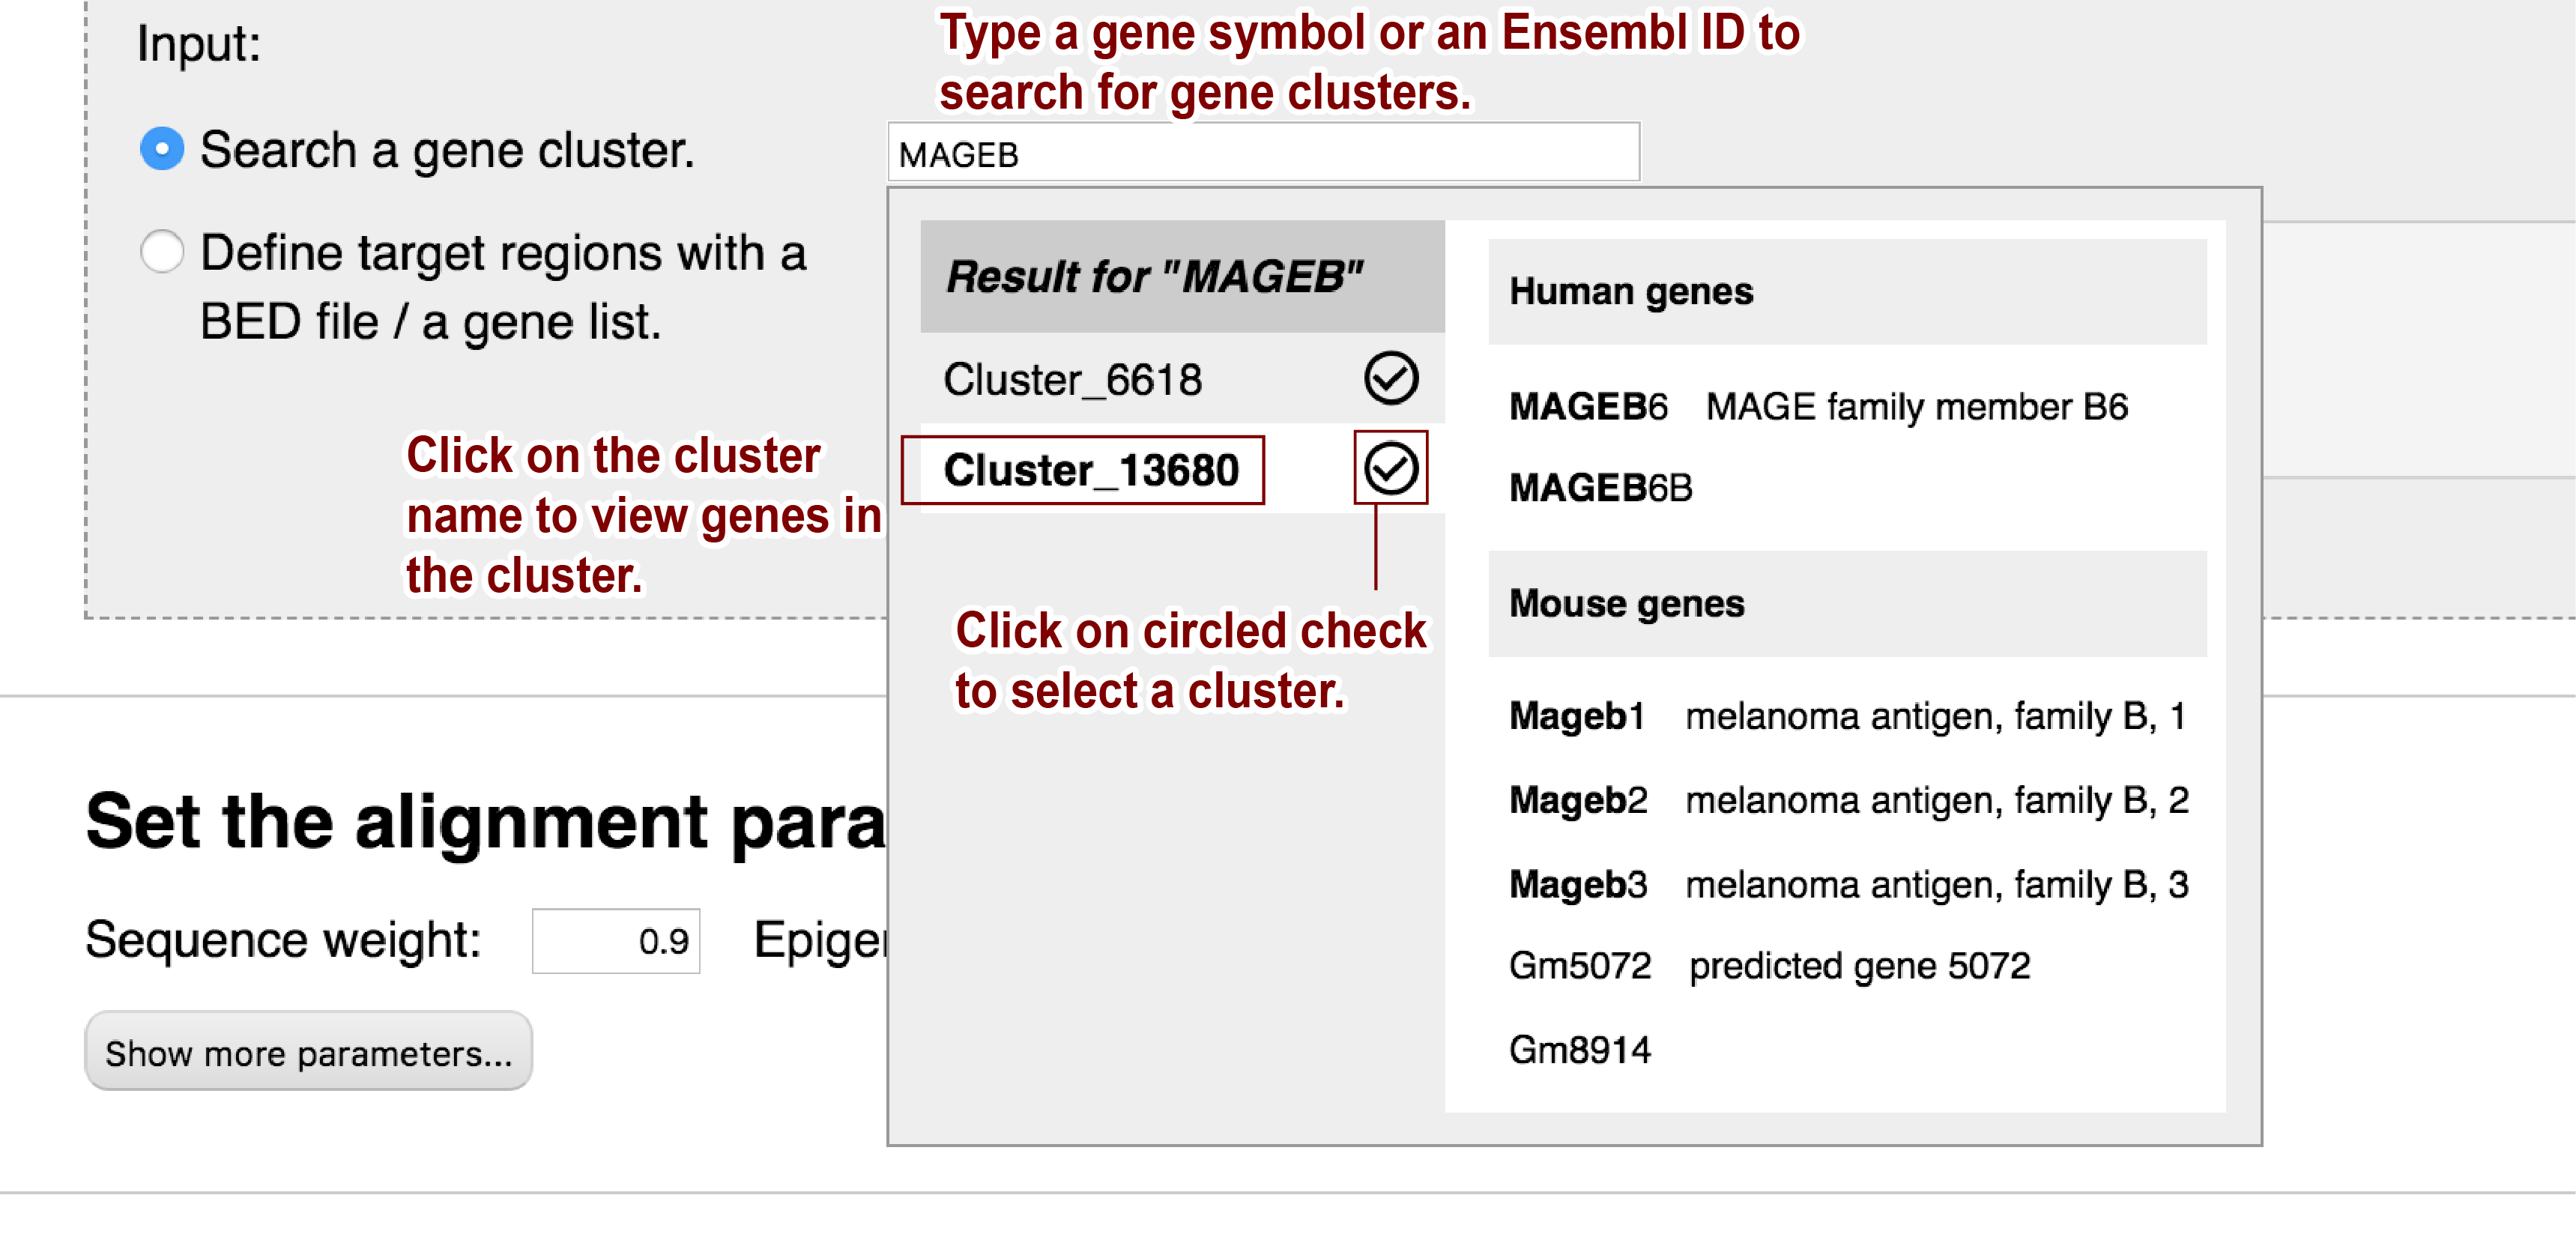 Input:
Type a gene symbol or an Ensembl ID to
search for gene clusters.
Search a gene cluster.
MAGEB
Define target regions with a
BED file / a gene list.
Click on the cluster
name to view genes in
the cluster.
Result for "MAGEB"
Cluster_6618
Cluster_13680
Click on circled check
to select a cluster.
Human genes
MAGEB6 MAGE family member B6
MAGEB6B
Mouse genes
Mageb1 melanoma antigen, family B, 1
Mageb2 melanoma antigen, family B, 2
Mageb3 melanoma antigen, family B, 3
Gm5072 predicted gene 5072
Gm8914
Set the alignment para
Sequence weight: 0.9 Epige
Show more parameters...